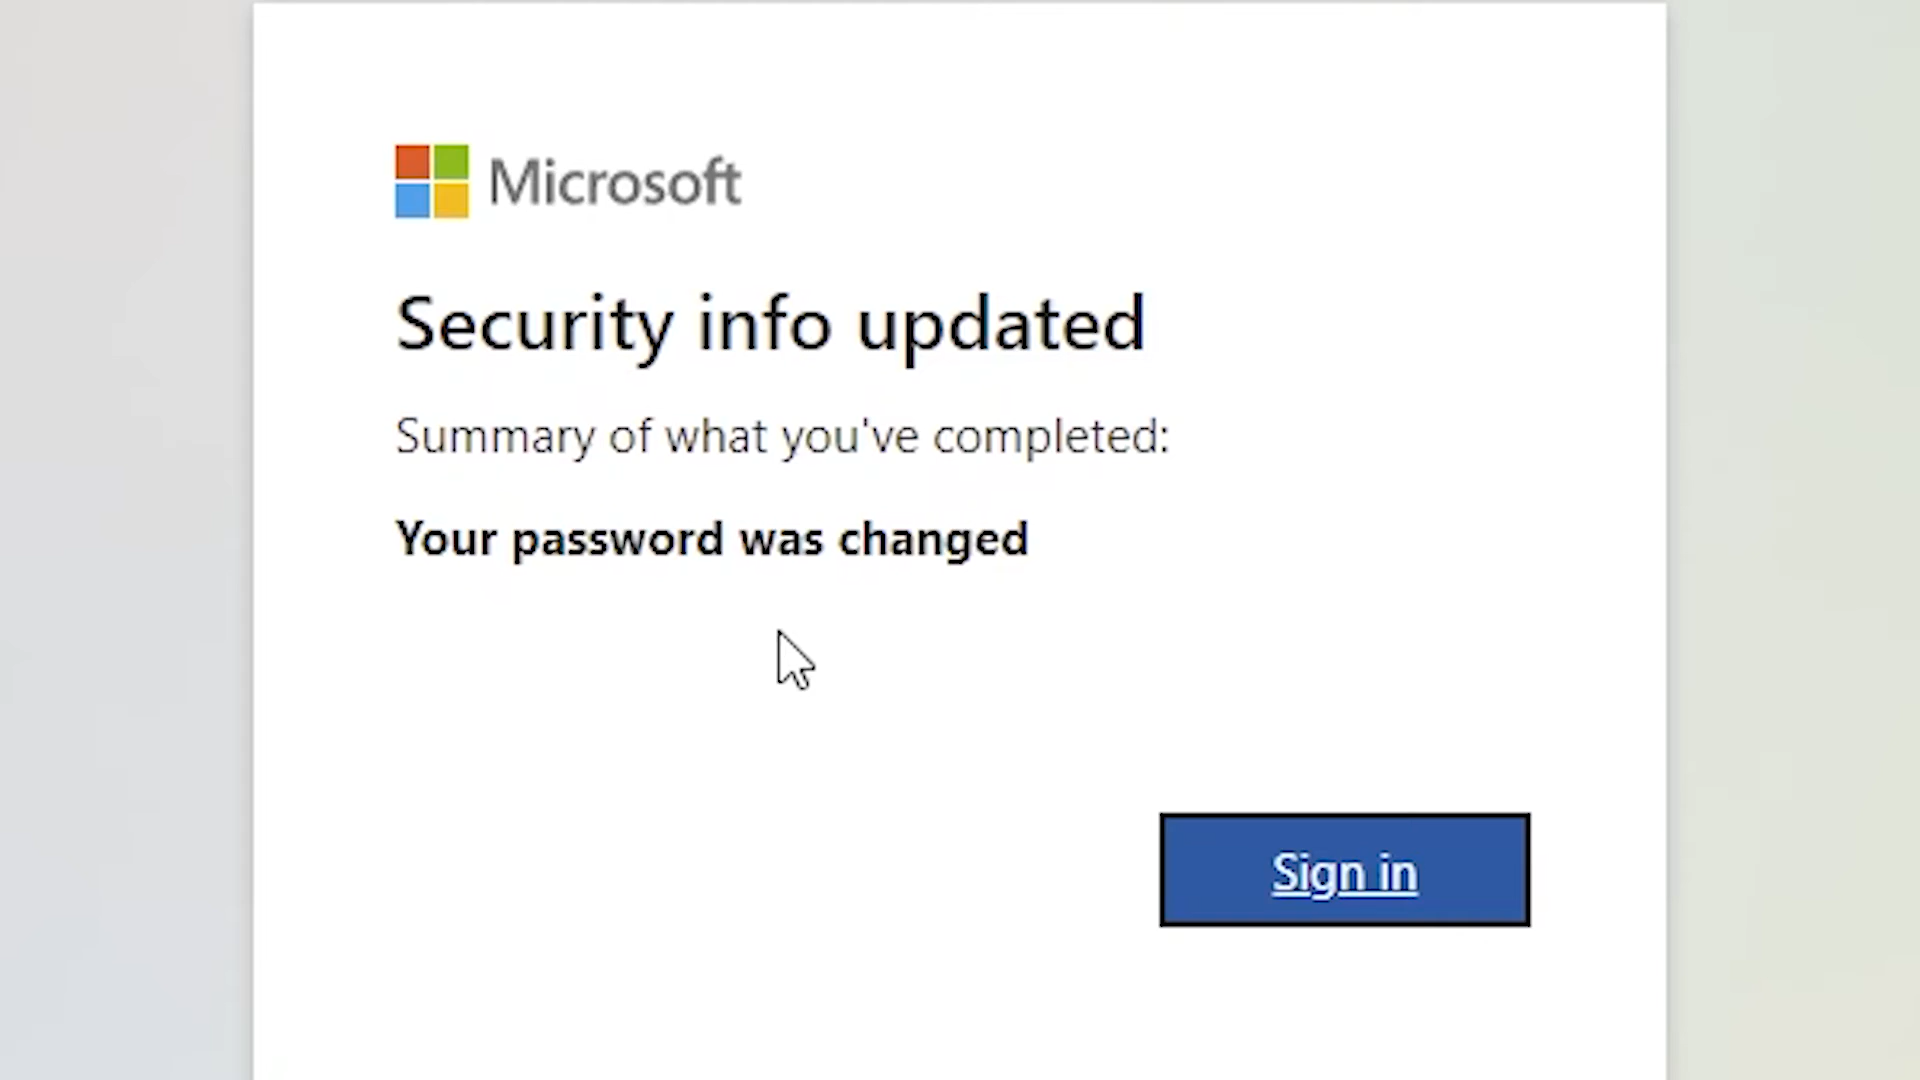 Microsoft
Security info updated
Summary of what you've completed:
Your password was changed
Sign in